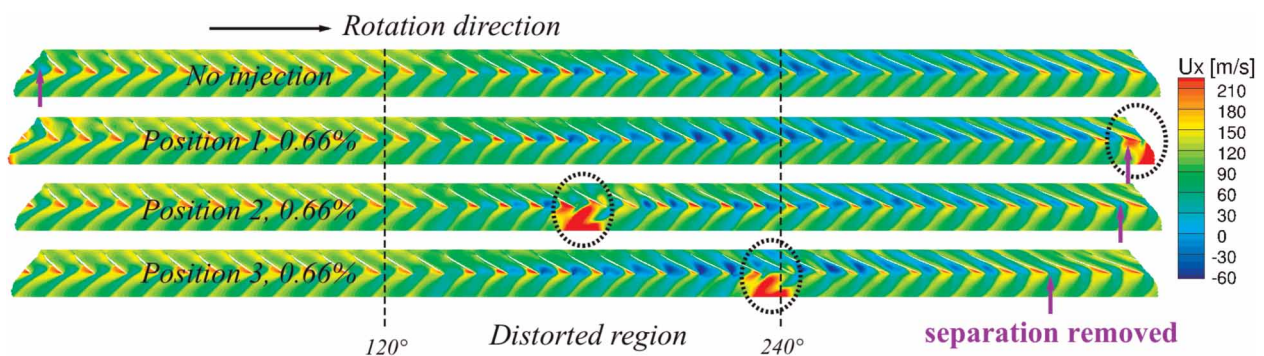 Rotation direction
No injection
Position 1, 0.66%
Position 2, 0.66%
Position 3, 0.66%
120°
Distorted region
240°
separation removed
Ux [m/s]
210
180
150
120
90
60
30
0
-30
-60